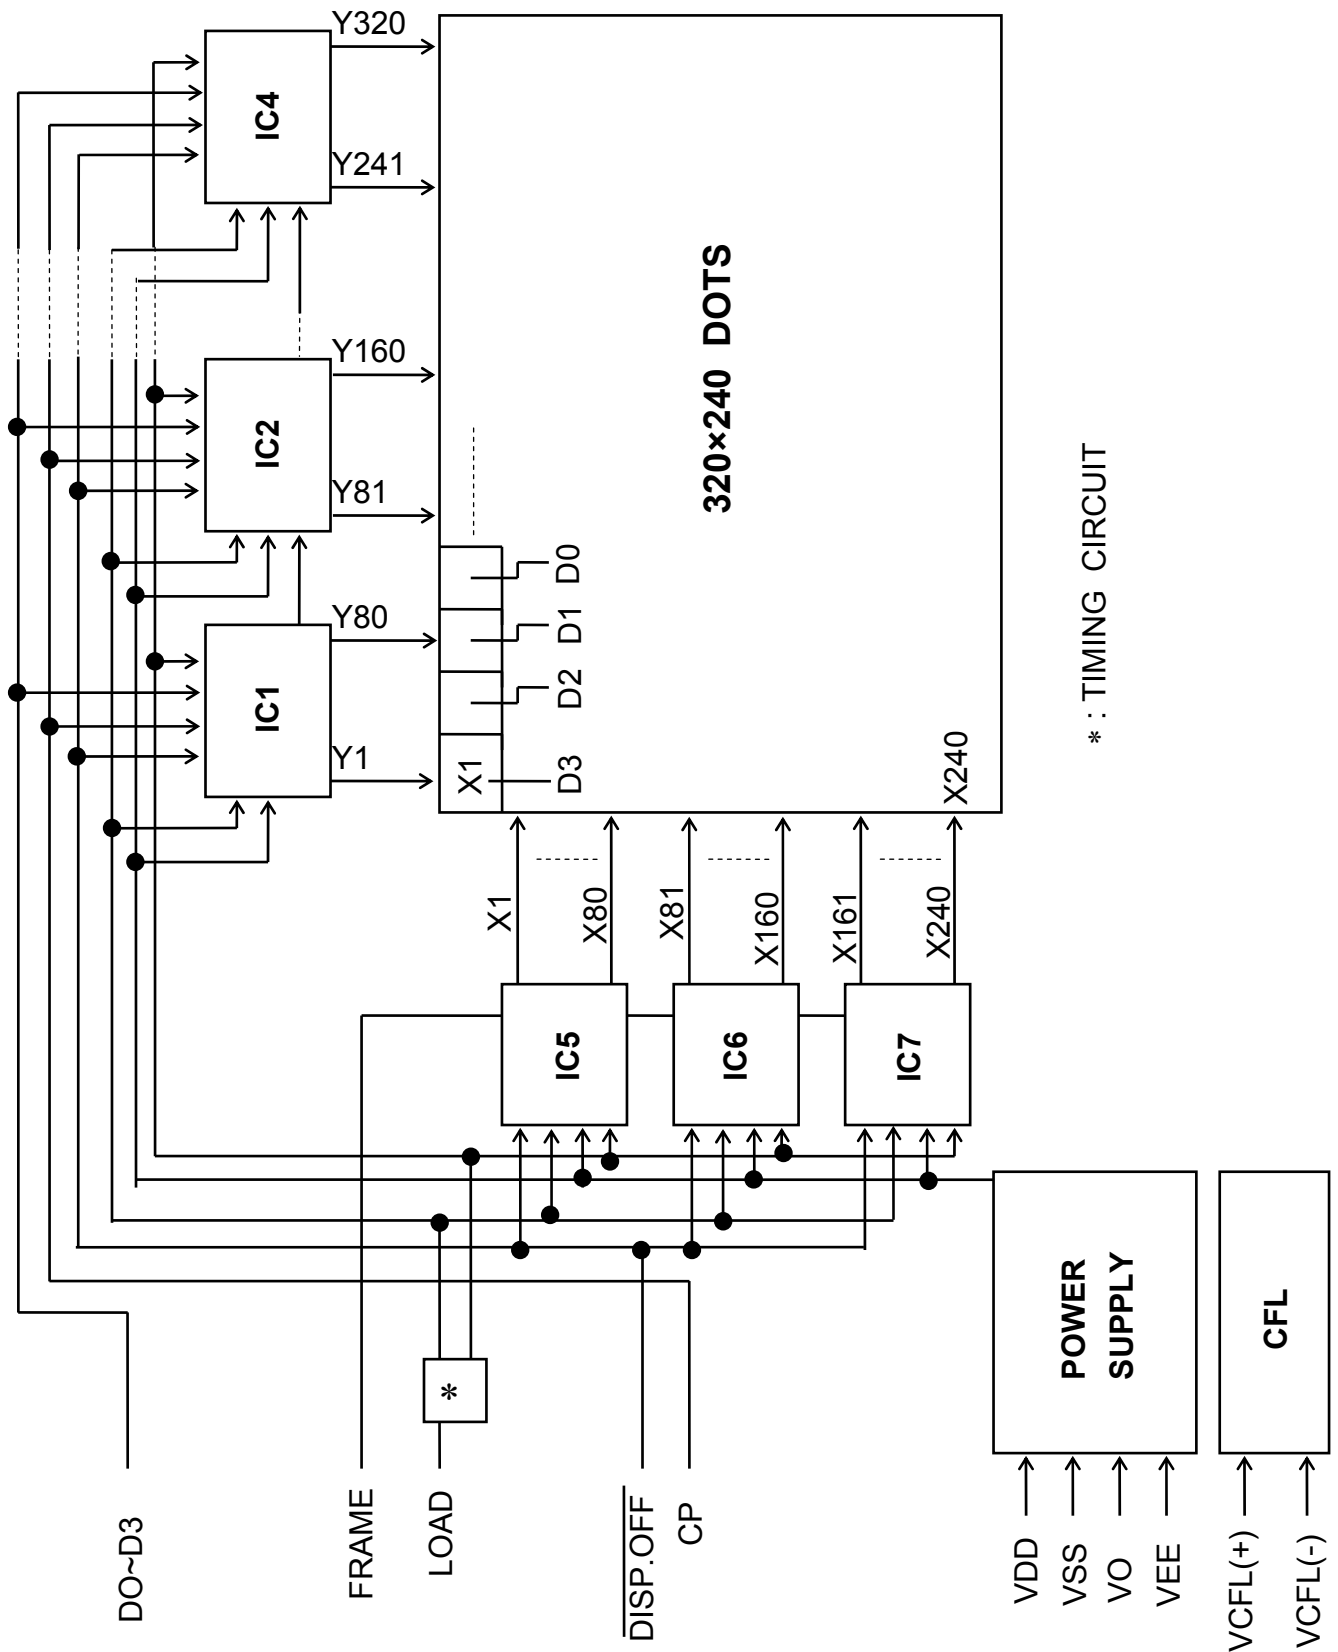 DO~D3
FRAME
LOAD
DISP.OFF
CP
VDD
VSS
VO
VEE
VCFL(+)
VCFL(-)
*
POWER
SUPPLY
CFL
IC5
IC6
IC7
X1
X80
X81
X160
X161
X240
IC1
IC2
IC4
Y1
Y80
Y81
Y160
Y241
Y320
X1
D3
D2
D1
D0
X240
320×240 DOTS
* : TIMING CIRCUIT